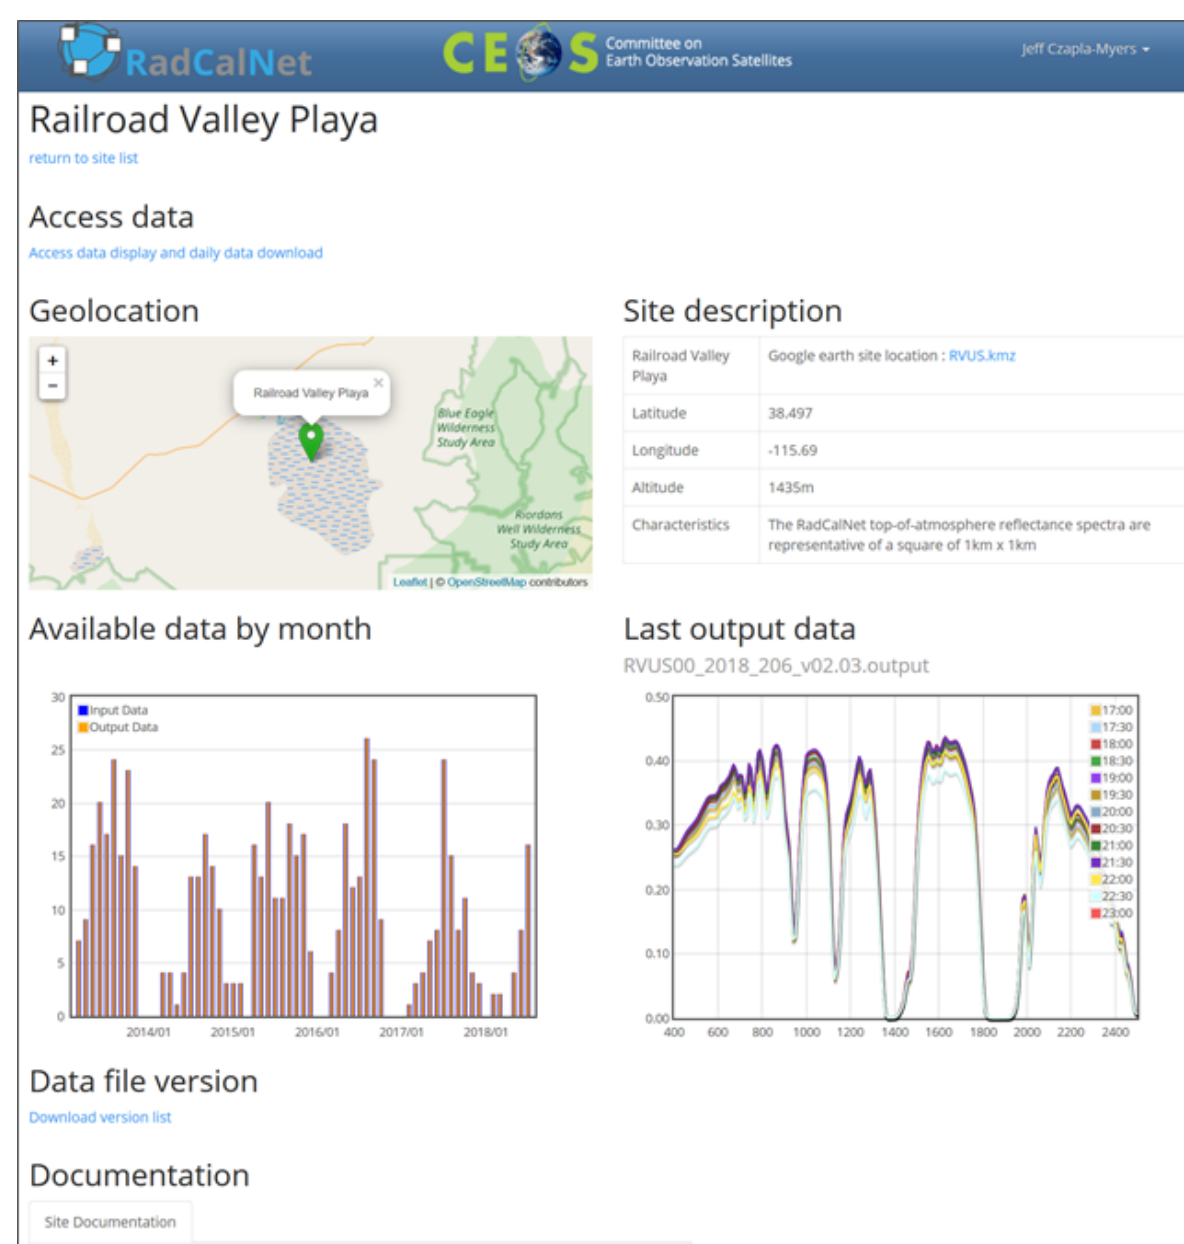 RadCalNet
CEOS
Committee on
Earth Observation Satellites
Jeff Czapla-Myers
Railroad Valley Playa
return to site list
Access data
Access data display and daily data download
Geolocation
+
−
Railroad Valley Playa ×
Blue Eagle
Wilderness
Study Area
Riordans
Well Wilderness
Study Area
Leaflet | © OpenStreetMap contributors
Site description
Railroad Valley Playa
Google earth site location : RVUS.kmz
Latitude 38.497
Longitude -115.69
Altitude 1435m
Characteristics The RadCalNet top-of-atmosphere reflectance spectra are
representative of a square of 1km x 1km
Available data by month
Input Data
Output Data
30
25
20
15
10
5
0
2014/01 2015/01 2016/01 2017/01 2018/01
Last output data
RVUS00_2018_206_v02.03.output
0.50
0.40
0.30
0.20
0.10
0.00
17:00
17:30
18:00
18:30
19:00
19:30
20:00
20:30
21:00
21:30
22:00
22:30
23:00
400 600 800 1000 1200 1400 1600 1800 2000 2200 2400
Data file version
Download version list
Documentation
Site Documentation